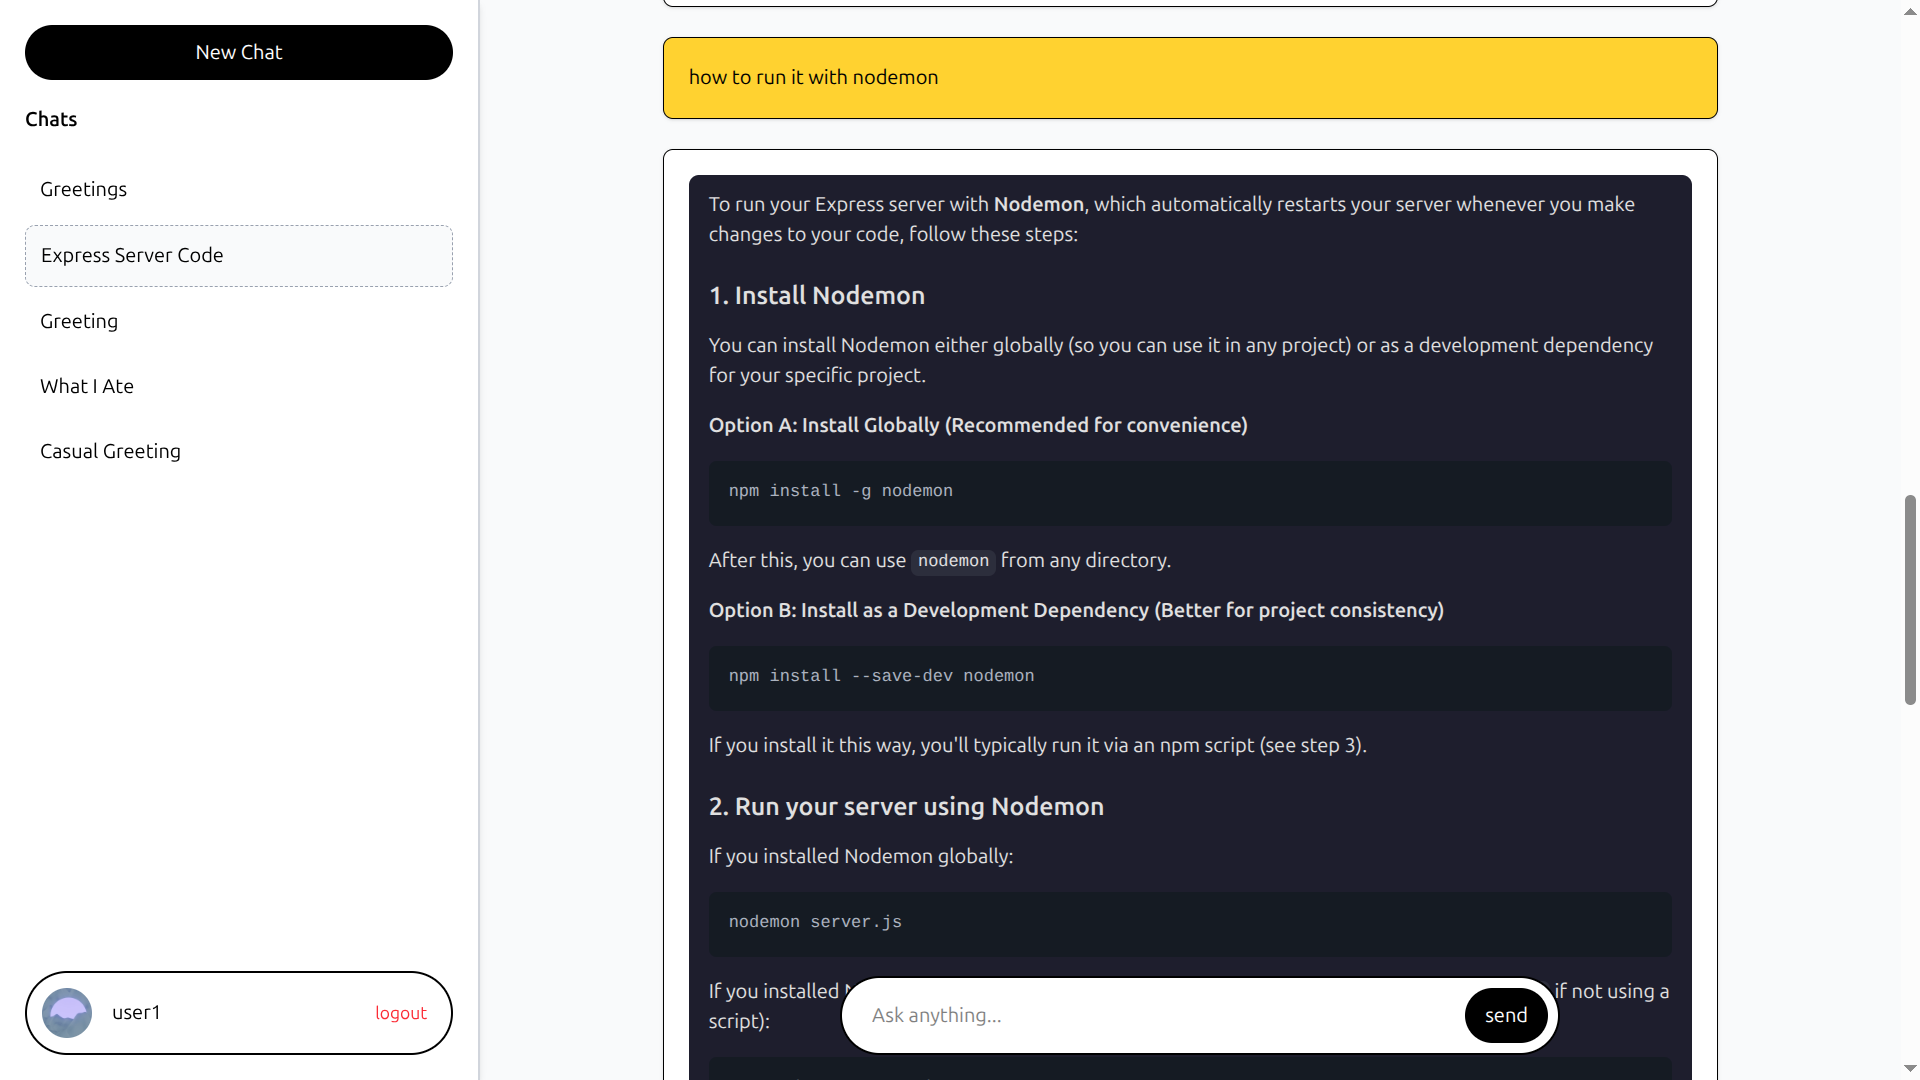 New Chat
Chats
Greetings
Express Server Code
Greeting
What I Ate
Casual Greeting
user1
logout
how to run it with nodemon
To run your Express server with Nodemon, which automatically restarts your server whenever you make
changes to your code, follow these steps:
1. Install Nodemon
You can install Nodemon either globally (so you can use it in any project) or as a development dependency
for your specific project.
Option A: Install Globally (Recommended for convenience)
npm install -g nodemon
After this, you can use nodemon from any directory.
Option B: Install as a Development Dependency (Better for project consistency)
npm install --save-dev nodemon
If you install it this way, you'll typically run it via an npm script (see step 3).
2. Run your server using Nodemon
If you installed Nodemon globally:
nodemon server.js
If you installed if not using a
script):
Ask anything...
send